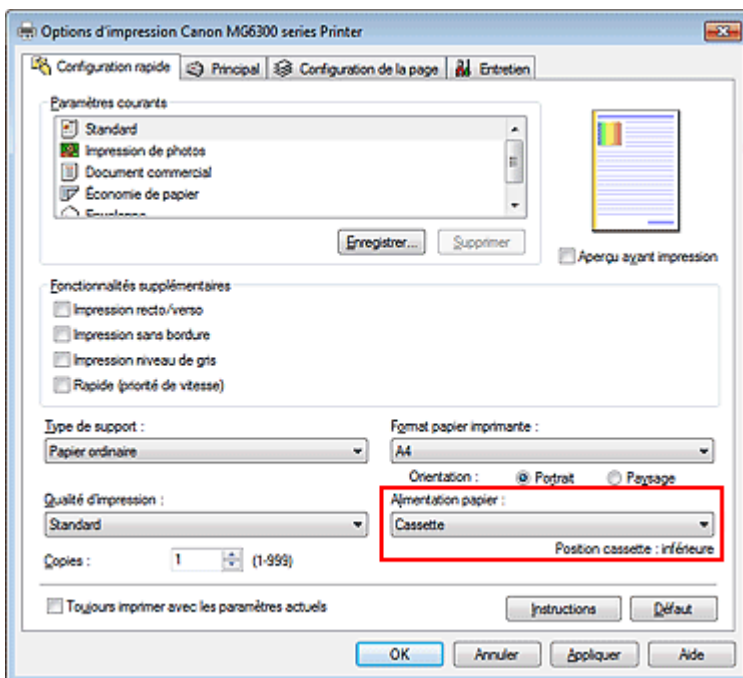 Options d'impression Canon MG6300 series Printer
Configuration rapide Principal Configuration de la page Entretien
Paramètres courants
Standard
Impression de photos
Document commercial
Économie de papier
Enregistrer... Supprimer
Aperçu avant impression
Fonctionnalités supplémentaires
Impression recto/verso
Impression sans bordure
Impression niveau de gris
Rapide (priorité de vitesse)
Type de support : Format papier imprimante :
Papier ordinaire A4
Orientation : Portrait Paysage
Qualité d'impression : Alimentation papier :
Standard Cassette
Position cassette : inférieure
Copies : 1 (1-999)
Toujours imprimer avec les paramètres actuels Instructions Défaut
OK Annuler Appliquer Aide